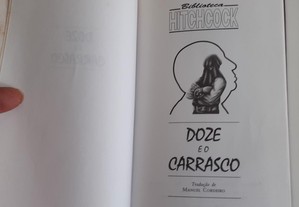 Biblioteca
HITCHCOCK
DOZE
E O
CARRASCO
Tradução de
MANUEL CORDEIRO